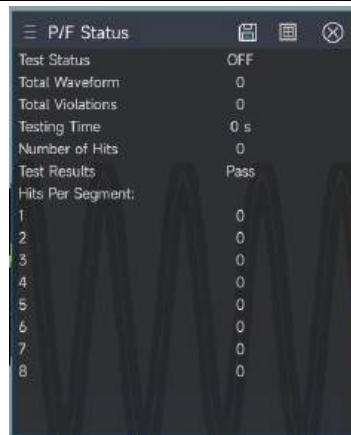 P/F Status
Test Status OFF
Total Waveform 0
Total Violations 0
Testing Time 0 s
Number of Hits 0
Test Results Pass
Hits Per Segment:
1 0
2 0
3 0
4 0
5 0
6 0
7 0
8 0